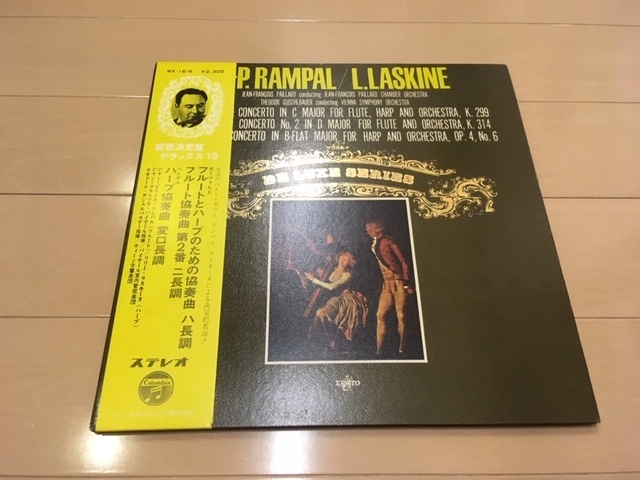 WX-16-R ¥2,300
巨匠決定盤
デラックス 16
フルートとハープのための協奏曲 ハ長調
フルート協奏曲 第2番 ニ長調
ハープ協奏曲 変ロ長調
ステレオ
Columbia
-P. RAMPAL / L. LASKINE
JEAN-FRANÇOIS PAILLARD conducting JEAN-FRANÇOIS PAILLARD CHAMBER ORCHESTRA
THEODOR GUSCHLBAUER conducting VIENNA SYMPHONY ORCHESTRA
CONCERTO IN C MAJOR FOR FLUTE, HARP AND ORCHESTRA, K. 299
CONCERTO No. 2 IN D MAJOR FOR FLUTE AND ORCHESTRA, K. 314
CONCERTO IN B-FLAT MAJOR FOR HARP AND ORCHESTRA, OP. 4, No. 6
DE LUXE SERIES
ERATO